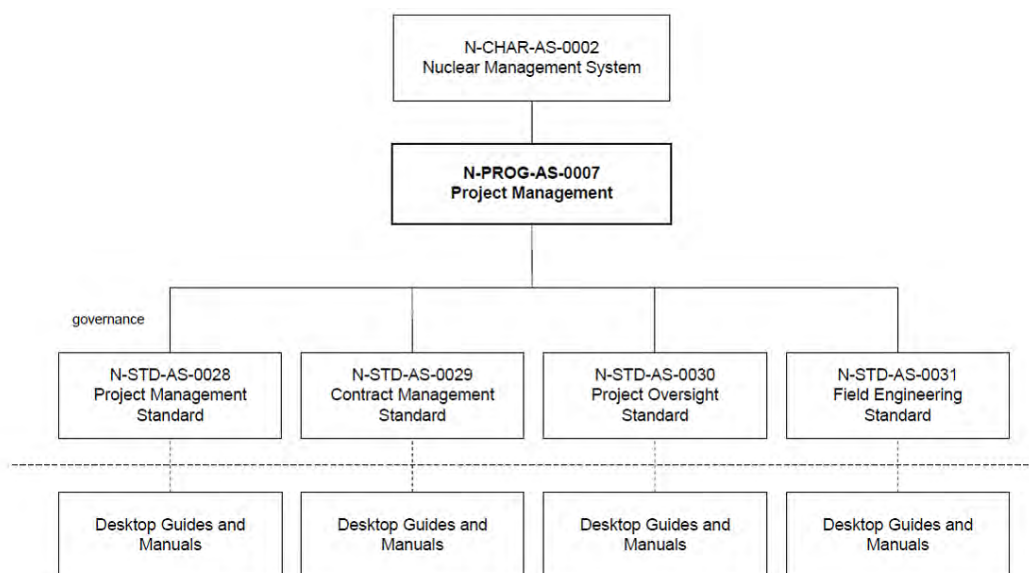 N-CHAR-AS-0002
Nuclear Management System
N-PROG-AS-0007
Project Management
governance
N-STD-AS-0028
Project Management
Standard
N-STD-AS-0029
Contract Management
Standard
N-STD-AS-0030
Project Oversight
Standard
N-STD-AS-0031
Field Engineering
Standard
Desktop Guides and
Manuals
Desktop Guides and
Manuals
Desktop Guides and
Manuals
Desktop Guides and
Manuals